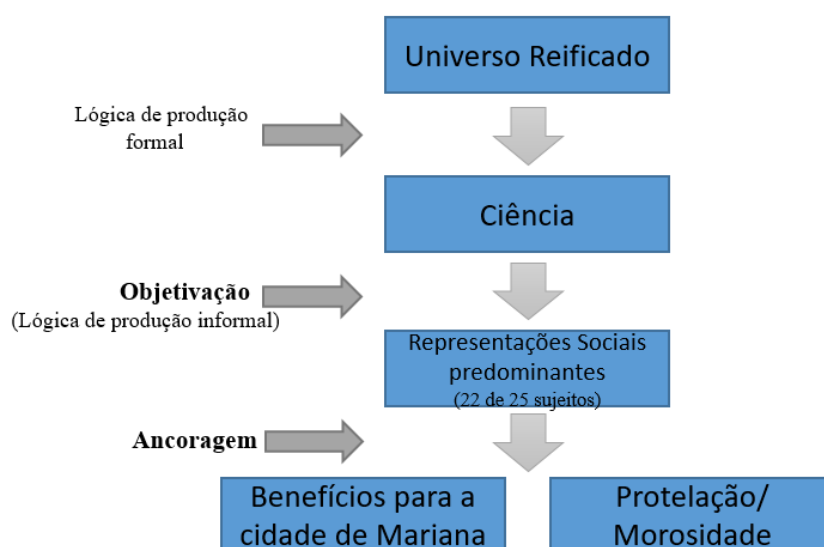 Universo Reificado
Lógica de produção
formal
Ciência
Objetivação
(Lógica de produção informal)
Representações Sociais
predominantes
(22 de 25 sujeitos)
Ancoragem
Benefícios para a
cidade de Mariana
Protelação/
Morosidade